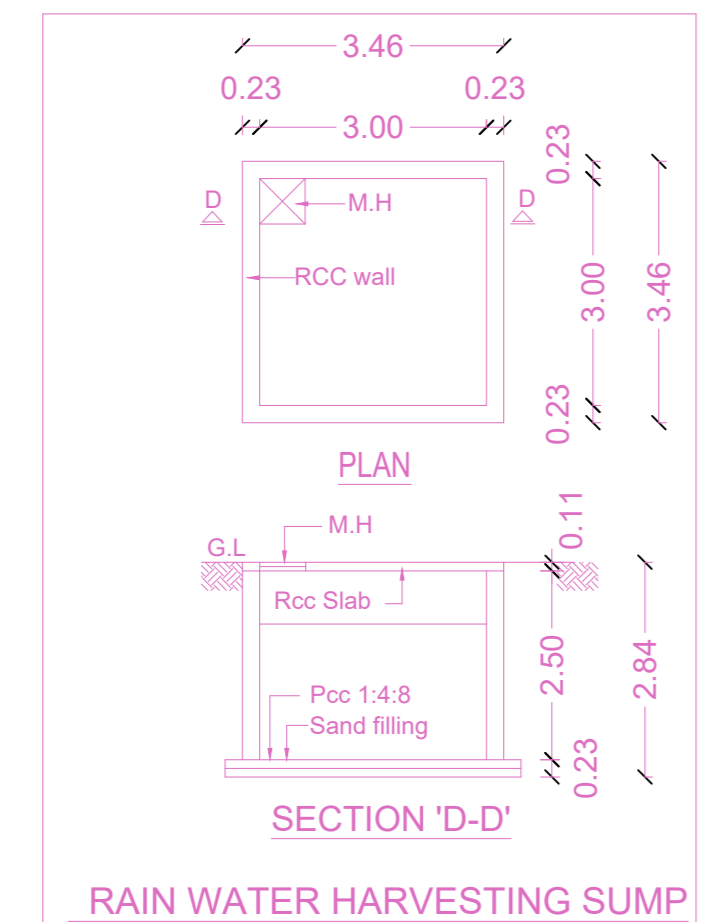 3.46
0.23 0.23
3.00
0.23
D M.H D
RCC wall
3.00 3.46
0.23
PLAN
0.11
M.H
G.L
Rcc Slab
2.50 2.84
Pcc 1:4:8
Sand filling
0.23
SECTION 'D-D'
RAIN WATER HARVESTING SUMP